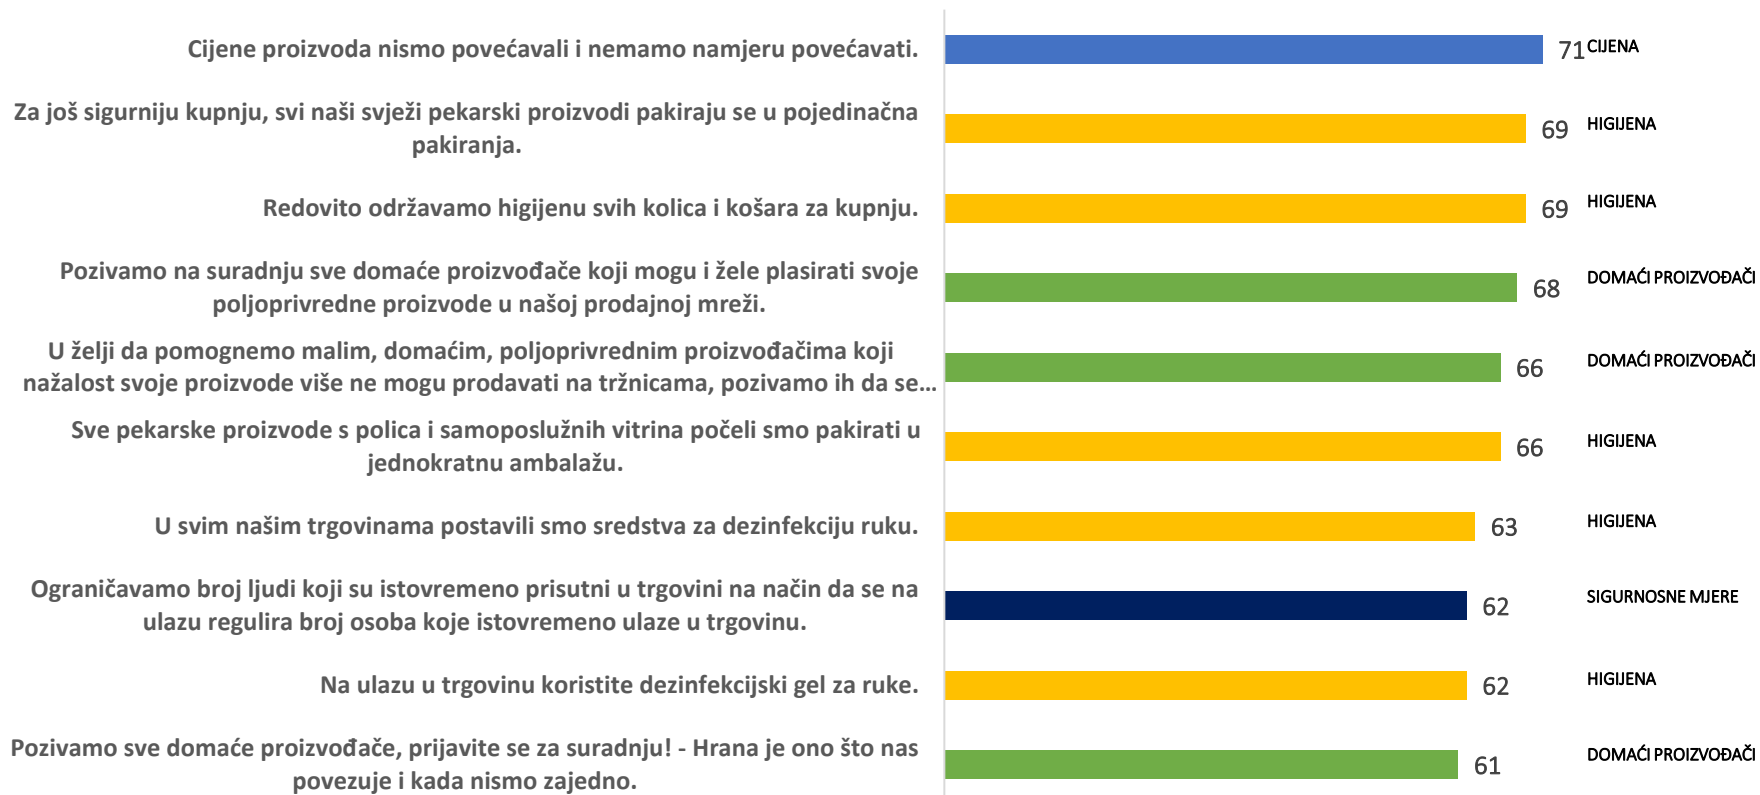 Cijene proizvoda nismo povećavali i nemamo namjeru povećavati.
71 CIJENA
Za još sigurniju kupnju, svi naši svježi pekarski proizvodi pakiraju se u pojedinačna
pakiranja.
69 HIGIJENA
Redovito održavamo higijenu svih kolica i košara za kupnju.
69 HIGIJENA
Pozivamo na suradnju sve domaće proizvođače koji mogu i žele plasirati svoje
poljoprivredne proizvode u našoj prodajnoj mreži.
68 DOMAĆI PROIZVOĐAČI
U želji da pomognemo malim, domaćim, poljoprivrednim proizvođačima koji
nažalost svoje proizvode više ne mogu prodavati na tržnicama, pozivamo ih da se…
66 DOMAĆI PROIZVOĐAČI
Sve pekarske proizvode s polica i samoposlužnih vitrina počeli smo pakirati u
jednokratnu ambalažu.
66 HIGIJENA
U svim našim trgovinama postavili smo sredstva za dezinfekciju ruku.
63 HIGIJENA
Ograničavamo broj ljudi koji su istovremeno prisutni u trgovini na način da se na
ulazu regulira broj osoba koje istovremeno ulaze u trgovinu.
62 SIGURNOSNE MJERE
Na ulazu u trgovinu koristite dezinfekcijski gel za ruke.
62 HIGIJENA
Pozivamo sve domaće proizvođače, prijavite se za suradnju! - Hrana je ono što nas
povezuje i kada nismo zajedno.
61 DOMAĆI PROIZVOĐAČI